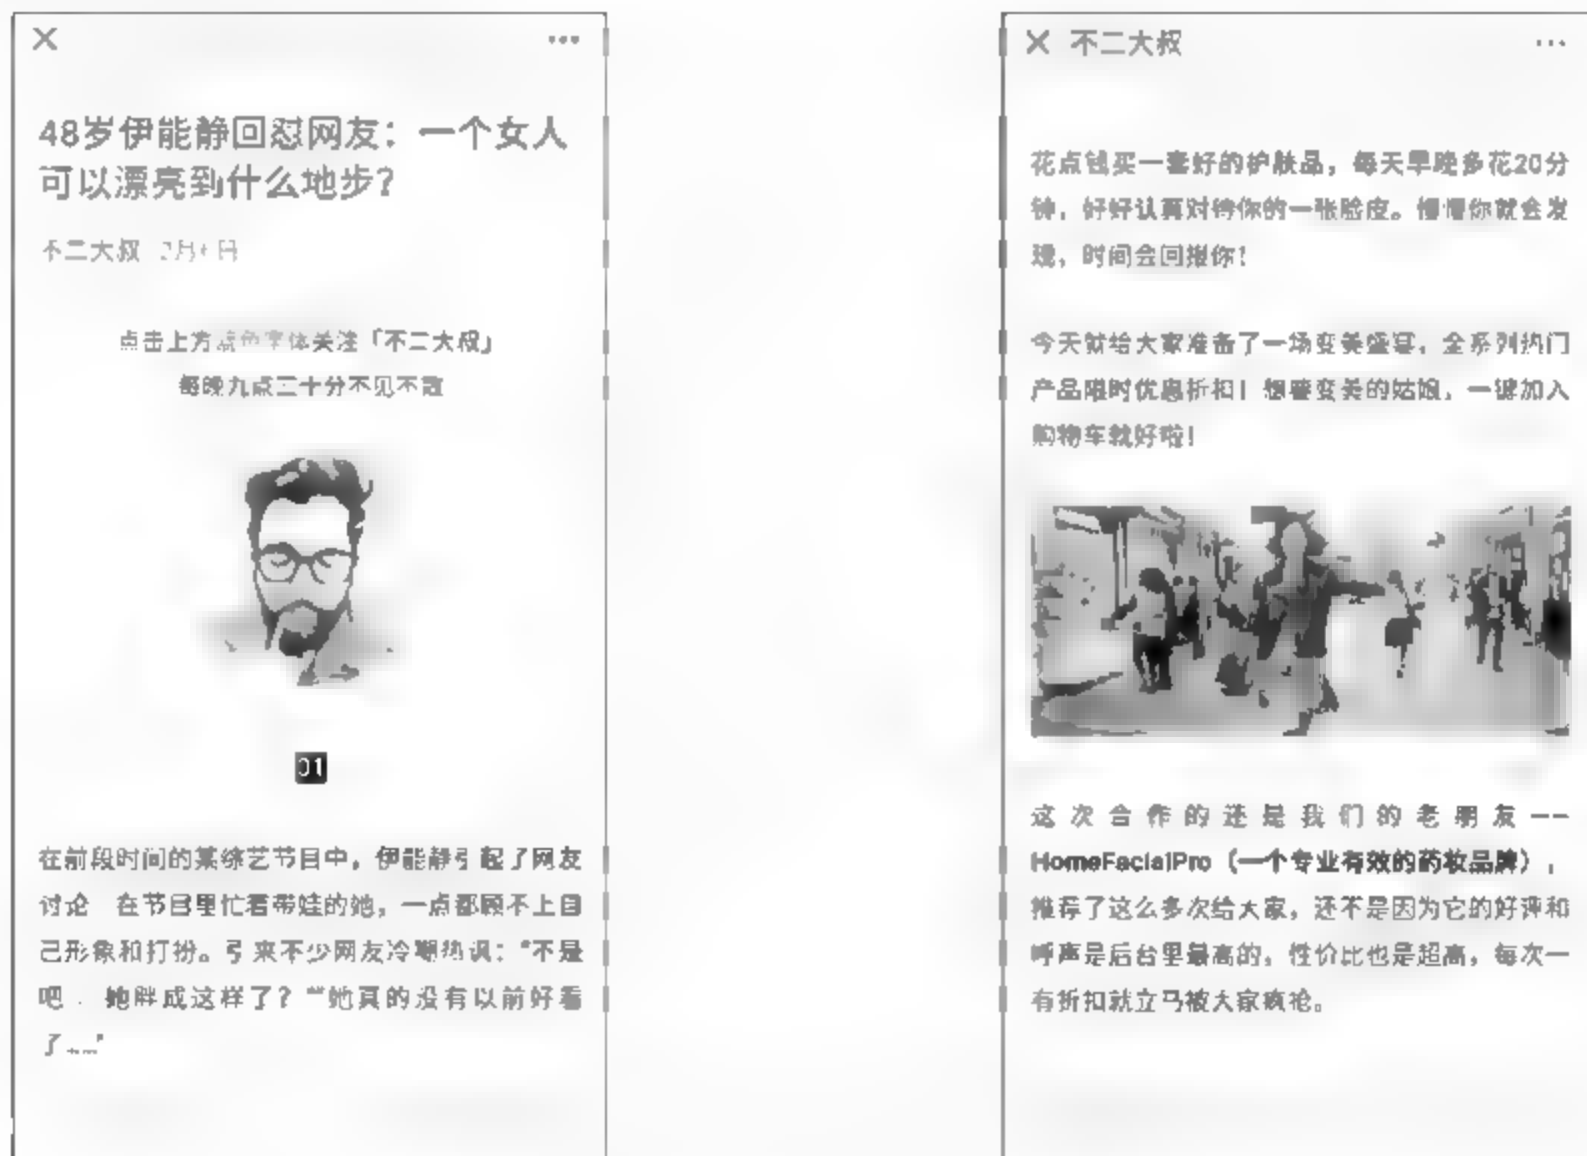 48岁伊能静回怼网友：一个女人
可以漂亮到什么地步？
不二大叔
点击上方蓝色字体关注「不二大叔」
每晚九点三十分不见不散
01
在前段时间的某综艺节目中，伊能静引起了网友
讨论 在节目里忙着带娃的她，一点都顾不上自
己形象和打扮。引来不少网友冷嘲热讽：“不是
吧 她胖成这样了？““她真的没有以前好看
了……”
不二大叔
花点钱买一套好的护肤品，每天早晚多花20分
钟，好好认真对待你的一张脸皮。慢慢你就会发
现，时间会回报你！
今天就给大家准备了一场变美盛宴，全系列热门
产品限时优惠折扣！想要变美的姑娘，一键加入
购物车就好啦！
这次合作的还是我们的老朋友——
HomeFacialPro（一个专业有效的药妆品牌），
推荐了这么多次给大家，还不是因为它的好评和
呼声是后台里最高的，性价比也是超高，每次一
有折扣就立马被大家疯抢。